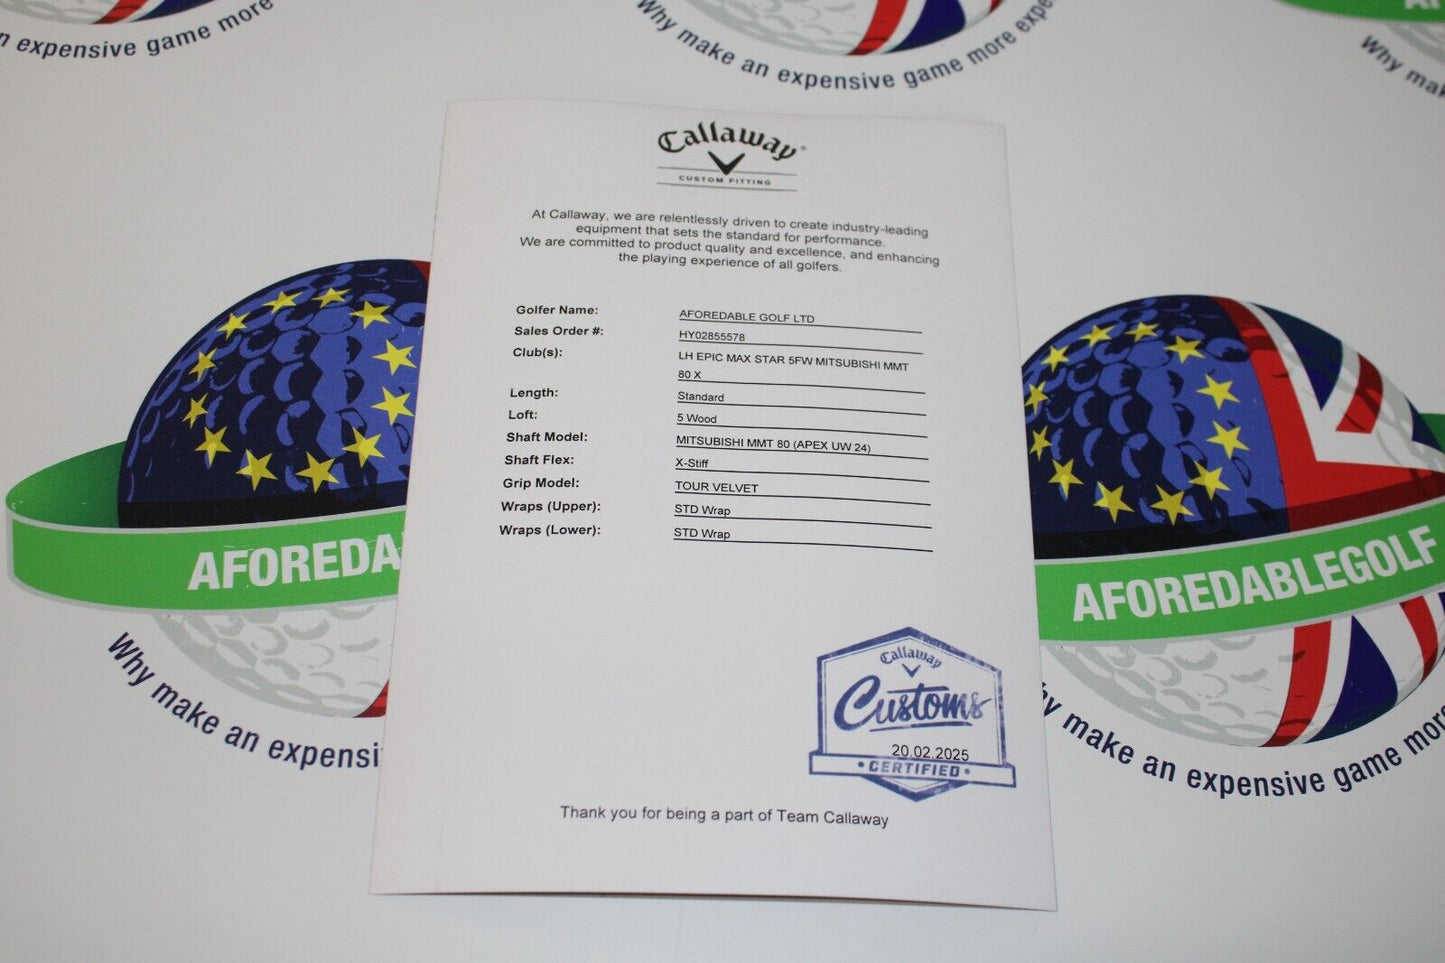 n expensive game more
Why make an expensive game more expe
AF
Why mak
Callaway
CUSTOM FITTING
At Callaway, we are relentlessly driven to create industry-leading
equipment that sets the standard for performance.
We are committed to product quality and excellence, and enhancing
the playing experience of all golfers.
Golfer Name: AFOREDABLE GOLF LTD
Sales Order #: HY02855578
Club(s): LH EPIC MAX STAR 5FW MITSUBISHI MMT
80 X
Length: Standard
Loft: 5 Wood
Shaft Model: MITSUBISHI MMT 80 (APEX UW 24)
Shaft Flex: X-Stiff
Grip Model: TOUR VELVET
Wraps (Upper): STD Wrap
Wraps (Lower): STD Wrap
Callaway
Customs
20.02.2025
• CERTIFIED •
Thank you for being a part of Team Callaway
AFOREDA
Why make an expensi
AFOREDABLEGOLF
hy make an expensive game more